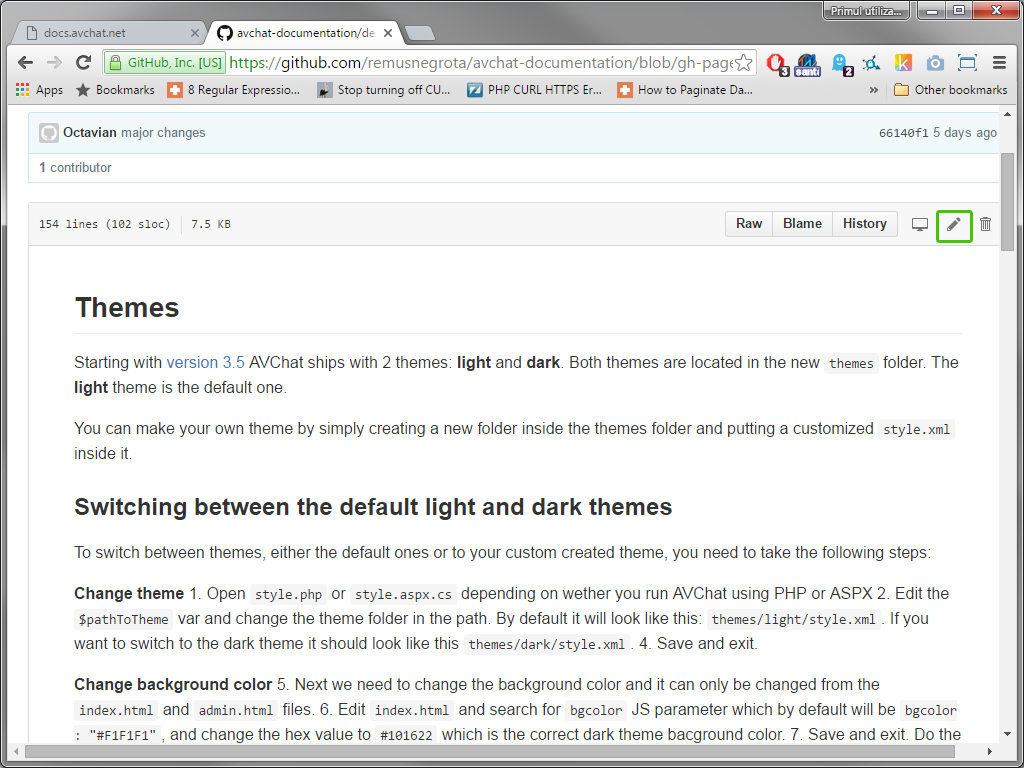 Primul utiliza...
docs.avchat.net
avchat-documentation/de
GitHub, Inc. [US] https://github.com/remusnegrota/avchat-documentation/blob/gh-page
3 santi 2
Apps Bookmarks 8 Regular Expressio... Stop turning off CU... PHP CURL HTTPS Er... How to Paginate Da... » Other bookmarks
Octavian major changes 66140f1 5 days ago
1 contributor
154 lines (102 sloc) 7.5 KB Raw Blame History
Themes
Starting with version 3.5 AVChat ships with 2 themes: light and dark. Both themes are located in the new themes folder. The
light theme is the default one.
You can make your own theme by simply creating a new folder inside the themes folder and putting a customized style.xml
inside it.
Switching between the default light and dark themes
To switch between themes, either the default ones or to your custom created theme, you need to take the following steps:
Change theme 1. Open style.php or style.aspx.cs depending on wether you run AVChat using PHP or ASPX 2. Edit the
$pathToTheme var and change the theme folder in the path. By default it will look like this: themes/light/style.xml . If you
want to switch to the dark theme it should look like this themes/dark/style.xml . 4. Save and exit.
Change background color 5. Next we need to change the background color and it can only be changed from the
index.html and admin.html files. 6. Edit index.html and search for bgcolor JS parameter which by default will be bgcolor
: "#F1F1F1" , and change the hex value to #101622 which is the correct dark theme bacground color. 7. Save and exit. Do the